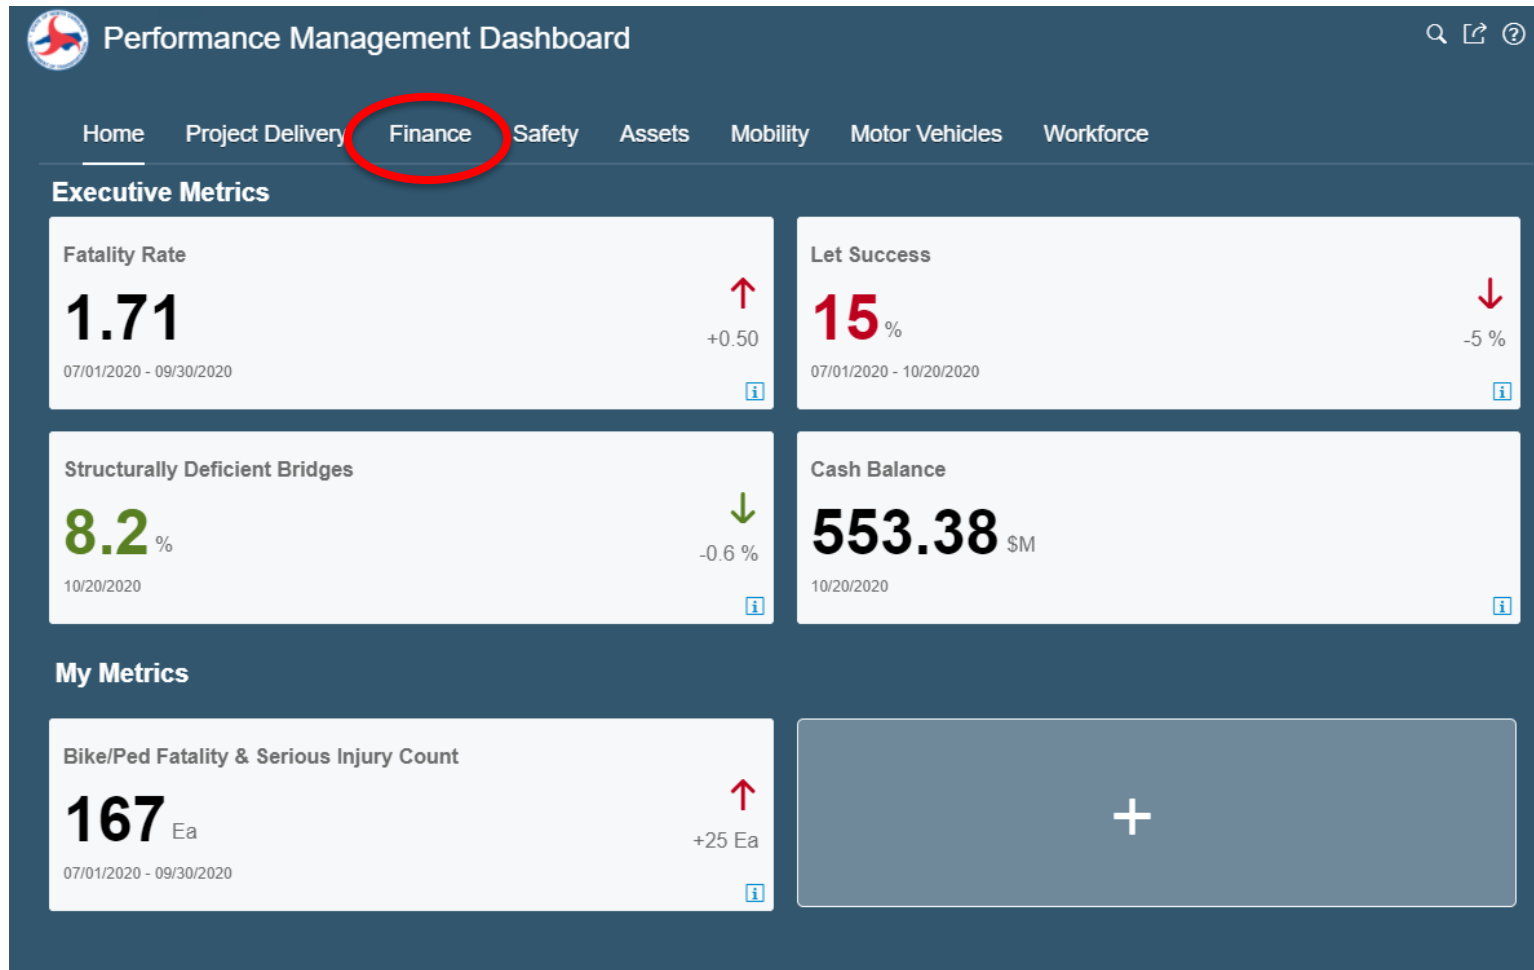 Performance Management Dashboard
Home Project Delivery Finance Safety Assets Mobility Motor Vehicles Workforce
Executive Metrics
Fatality Rate
1.71
+0.50
07/01/2020 - 09/30/2020
Let Success
15 %
-5 %
07/01/2020 - 10/20/2020
Structurally Deficient Bridges
8.2 %
-0.6 %
10/20/2020
Cash Balance
553.38 $M
10/20/2020
My Metrics
Bike/Ped Fatality & Serious Injury Count
167 Ea
+25 Ea
07/01/2020 - 09/30/2020